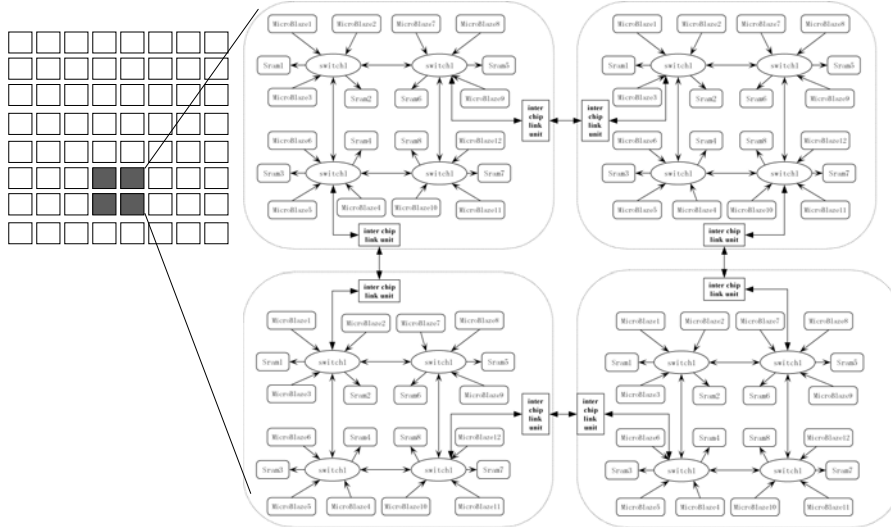 MicroBlaze1 MicroBlaze2 MicroBlaze7 MicroBlaze8
Sram1 switch1 switch1 Sram5
MicroBlaze3 Sram2 Sram6 MicroBlaze9
inter
chip
link
unit
MicroBlaze6 Sram4 Sram8 MicroBlaze12
Sram3 switch1 switch1 Sram7
MicroBlaze5 MicroBlaze4 MicroBlaze10 MicroBlaze11
inter chip
link unit
MicroBlaze1 MicroBlaze2 MicroBlaze7 MicroBlaze8
Sram1 switch1 switch1 Sram5
inter
chip
link
unit
MicroBlaze3 Sram2 Sram6 MicroBlaze9
MicroBlaze6 Sram4 Sram8 MicroBlaze12
Sram3 switch1 switch1 Sram7
MicroBlaze5 MicroBlaze4 MicroBlaze10 MicroBlaze11
inter chip
link unit
inter chip
link unit
MicroBlaze1 MicroBlaze2 MicroBlaze7 MicroBlaze8
Sram1 switch1 switch1 Sram5
MicroBlaze3 Sram2 Sram6 MicroBlaze9
inter
chip
link
unit
MicroBlaze6 Sram4 Sram8 MicroBlaze12
Sram3 switch1 switch1 Sram7
MicroBlaze5 MicroBlaze4 MicroBlaze10 MicroBlaze11
inter chip
link unit
MicroBlaze1 MicroBlaze2 MicroBlaze7 MicroBlaze8
Sram1 switch1 switch1 Sram5
MicroBlaze3 Sram2 Sram6 MicroBlaze9
inter
chip
link
unit
MicroBlaze6 Sram4 Sram8 MicroBlaze12
Sram3 switch1 switch1 Sram7
MicroBlaze5 MicroBlaze4 MicroBlaze10 MicroBlaze11